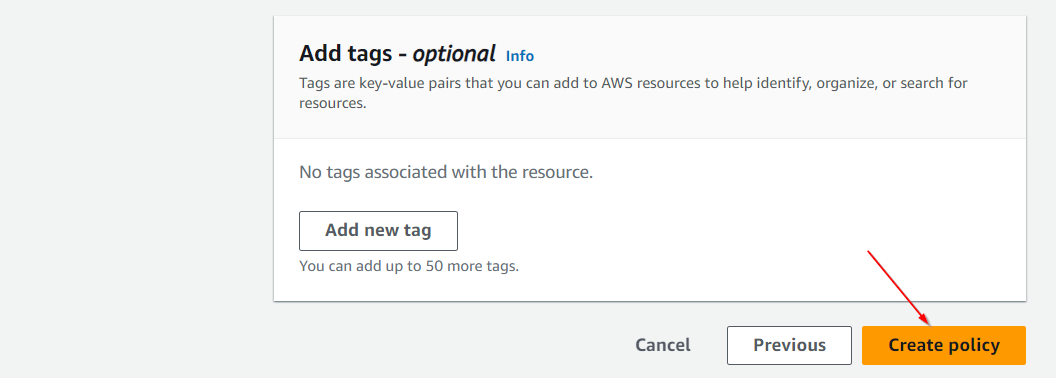 Add tags - optional Info
Tags are key-value pairs that you can add to AWS resources to help identify, organize, or search for
resources.
No tags associated with the resource.
Add new tag
You can add up to 50 more tags.
Cancel Previous Create policy